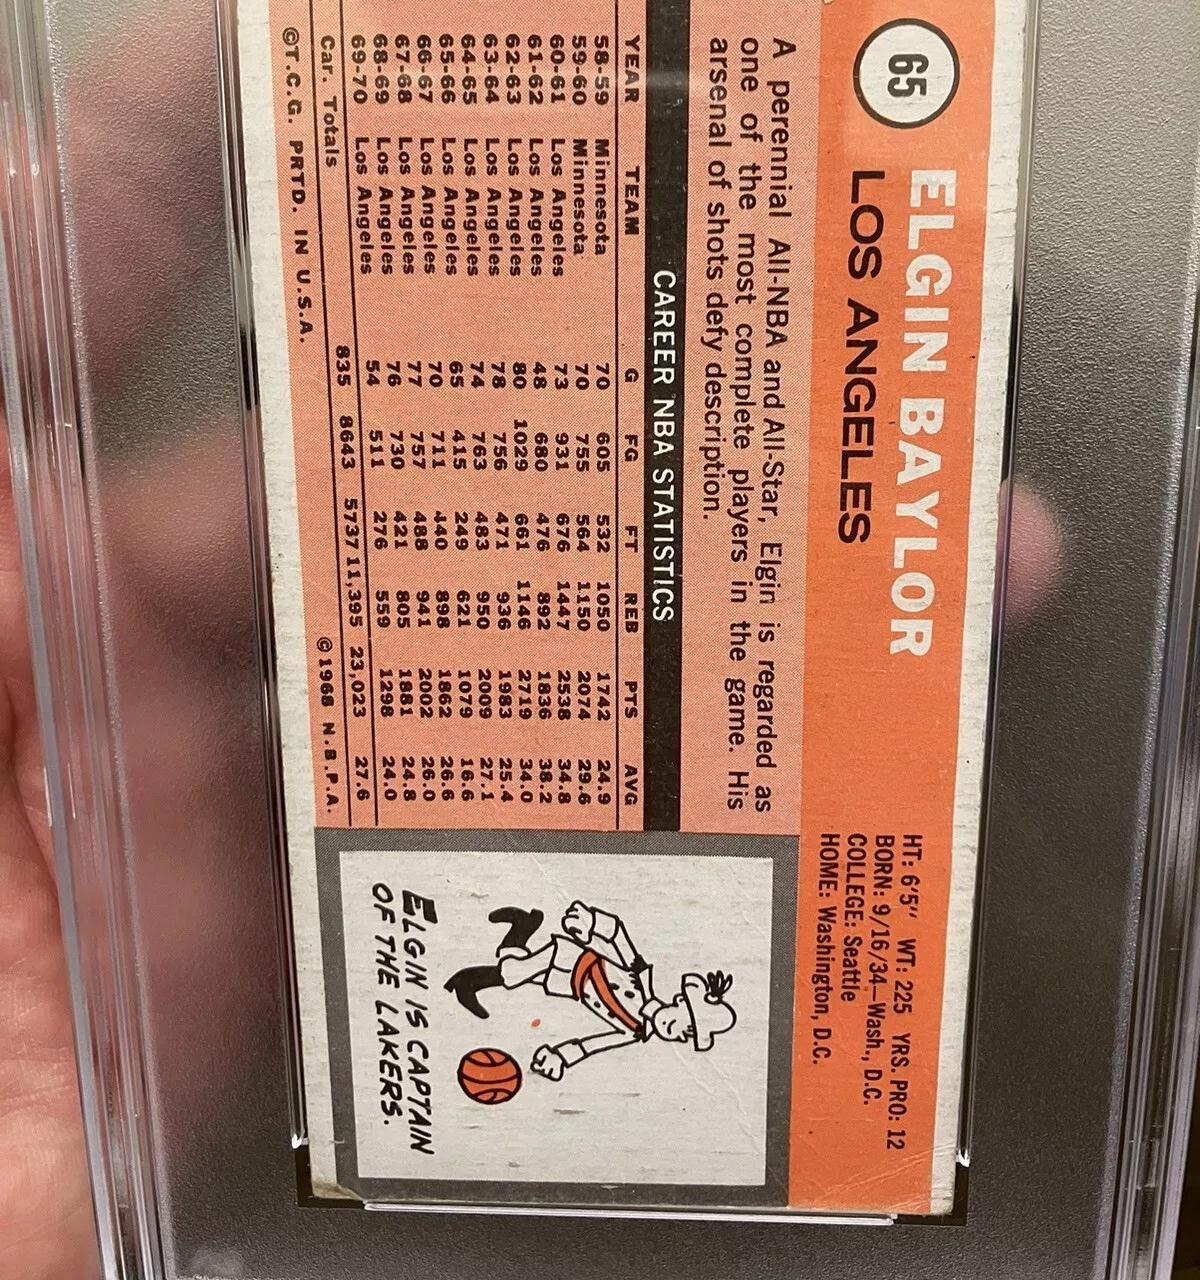 65
ELGIN BAYLOR
LOS ANGELES
HT: 6'5" WT: 225 YRS. PRO: 12
BORN: 9/16/34—Wash., D.C.
COLLEGE: Seattle
HOME: Washington, D.C.
A perennial All-NBA and All-Star, Elgin is regarded as
one of the most complete players in the game. His
arsenal of shots defy description.
CAREER NBA STATISTICS
YEAR TEAM G FG FT REB PTS AVG
58-59 Minnesota 70 605 532 1050 1742 24.9
59-60 Minnesota 70 755 564 1150 2074 29.6
60-61 Los Angeles 73 931 676 1447 2538 34.8
61-62 Los Angeles 48 680 476 892 1836 38.2
62-63 Los Angeles 80 1029 661 1146 2719 34.0
63-64 Los Angeles 78 756 471 936 1983 25.4
64-65 Los Angeles 74 763 483 950 2009 27.1
65-66 Los Angeles 65 415 249 621 1079 16.6
66-67 Los Angeles 70 711 440 898 1862 26.6
67-68 Los Angeles 77 757 488 941 2002 26.0
68-69 Los Angeles 76 730 421 805 1881 24.8
69-70 Los Angeles 54 511 276 559 1298 24.0
Car. Totals 835 8643 5737 11,395 23,023 27.6
©T.C.G. PRTD. IN U.S.A. ©1968 N.B.P.A.
ELGIN IS CAPTAIN
OF THE LAKERS.